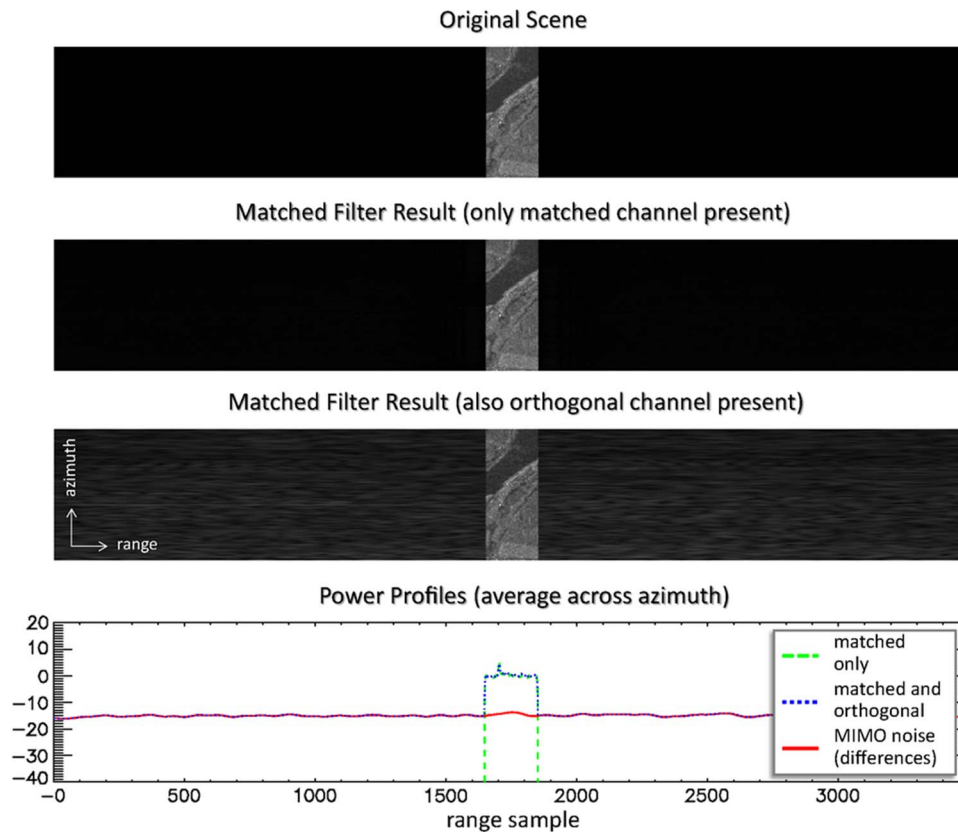 Original Scene
Matched Filter Result (only matched channel present)
Matched Filter Result (also orthogonal channel present)
azimuth
range
Power Profiles (average across azimuth)
20
10
0
−10
−20
−30
−40
−0
500
1000
1500
2000
2500
3000
range sample
matched
only
matched and
orthogonal
MIMO noise
(differences)